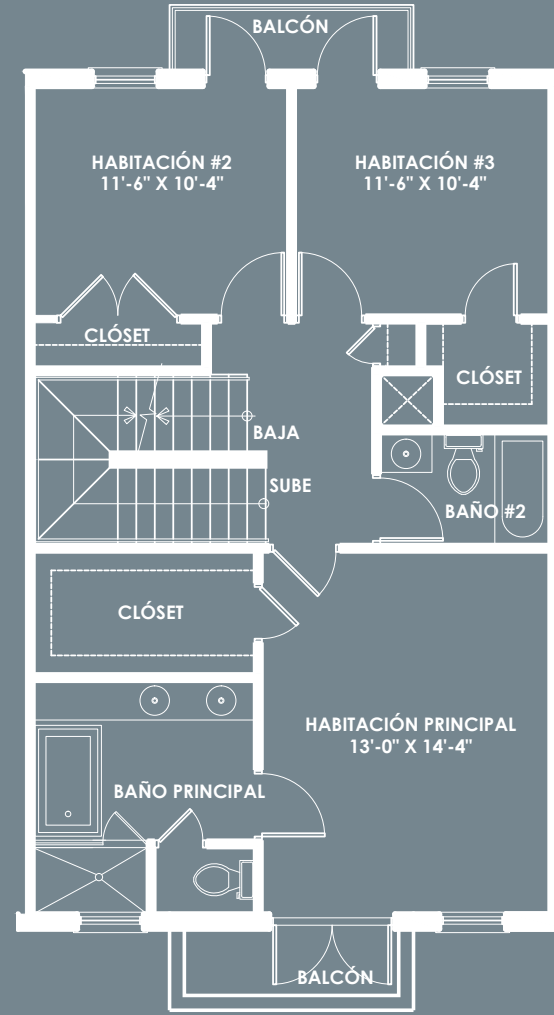 BALCÓN
HABITACIÓN #2
11'-6" X 10'-4"
HABITACIÓN #3
11'-6" X 10'-4"
CLÓSET
CLÓSET
BAJA
SUBE
BAÑO #2
CLÓSET
HABITACIÓN PRINCIPAL
13'-0" X 14'-4"
BAÑO PRINCIPAL
BALCÓN